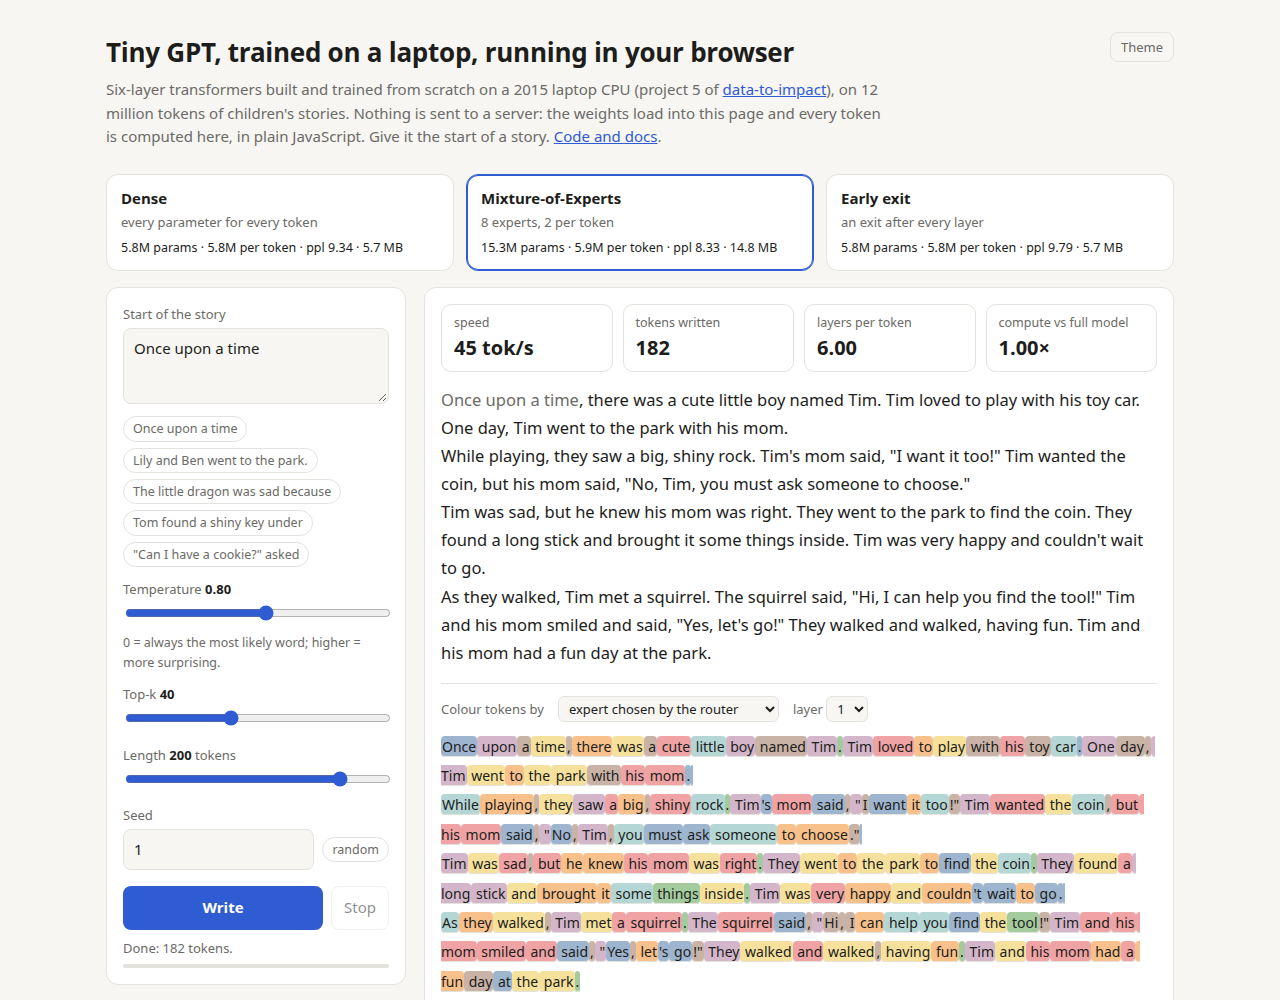 Tiny GPT, trained on a laptop, running in your browser
Theme
Six-layer transformers built and trained from scratch on a 2015 laptop CPU (project 5 of data-to-impact), on 12
million tokens of children's stories. Nothing is sent to a server: the weights load into this page and every token
is computed here, in plain JavaScript. Give it the start of a story. Code and docs.
Dense
every parameter for every token
5.8M params · 5.8M per token · ppl 9.34 · 5.7 MB
Mixture-of-Experts
8 experts, 2 per token
15.3M params · 5.9M per token · ppl 8.33 · 14.8 MB
Early exit
an exit after every layer
5.8M params · 5.8M per token · ppl 9.79 · 5.7 MB
Start of the story
Once upon a time
Once upon a time
Lily and Ben went to the park.
The little dragon was sad because
Tom found a shiny key under
"Can I have a cookie?" asked
Temperature 0.80
0 = always the most likely word; higher =
more surprising.
Top-k 40
Length 200 tokens
Seed
1
random
Write
Stop
Done: 182 tokens.
speed
45 tok/s
tokens written
182
layers per token
6.00
compute vs full model
1.00×
Once upon a time, there was a cute little boy named Tim. Tim loved to play with his toy car.
One day, Tim went to the park with his mom.
While playing, they saw a big, shiny rock. Tim's mom said, "I want it too!" Tim wanted the
coin, but his mom said, "No, Tim, you must ask someone to choose."
Tim was sad, but he knew his mom was right. They went to the park to find the coin. They
found a long stick and brought it some things inside. Tim was very happy and couldn't wait
to go.
As they walked, Tim met a squirrel. The squirrel said, "Hi, I can help you find the tool!" Tim
and his mom smiled and said, "Yes, let's go!" They walked and walked, having fun. Tim and
his mom had a fun day at the park.
Colour tokens by
expert chosen by the router
layer
1
Once upon a time, there was a cute little boy named Tim. Tim loved to play with his toy car. One day,
Tim went to the park with his mom.
While playing, they saw a big, shiny rock. Tim's mom said, "I want it too!" Tim wanted the coin, but
his mom said, "No, Tim, you must ask someone to choose."
Tim was sad, but he knew his mom was right. They went to the park to find the coin. They found a
long stick and brought it some things inside. Tim was very happy and couldn't wait to go.
As they walked, Tim met a squirrel. The squirrel said, "Hi, I can help you find the tool!" Tim and his
mom smiled and said, "Yes, let's go!" They walked and walked, having fun. Tim and his mom had a
fun day at the park.